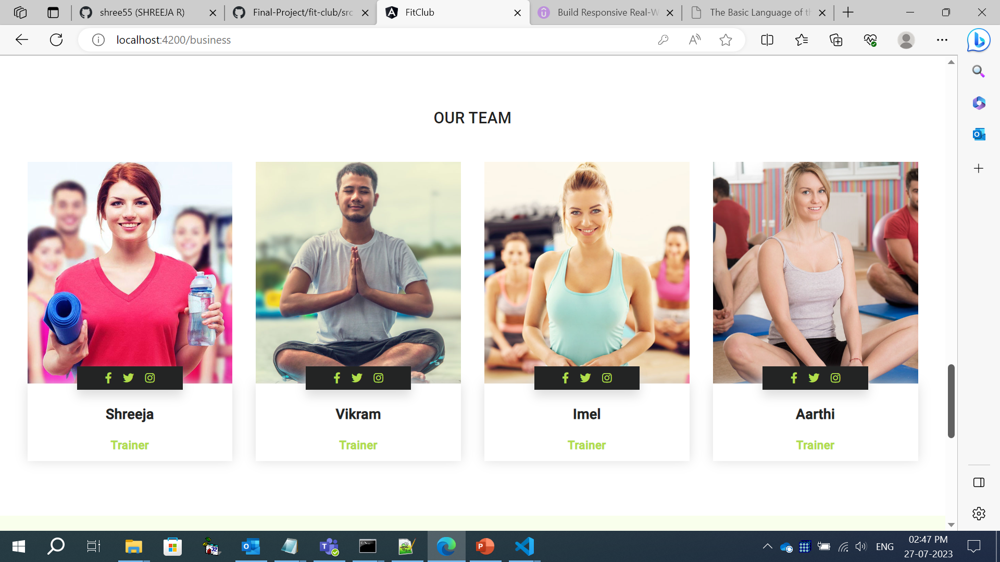 shree55 (SHREEJA R)
Final-Project/fit-club/src
FitClub
Build Responsive Real-W
The Basic Language of th
localhost:4200/business
OUR TEAM
Shreeja
Vikram
Imel
Aarthi
Trainer
Trainer
Trainer
Trainer
ENG
02:47 PM
27-07-2023